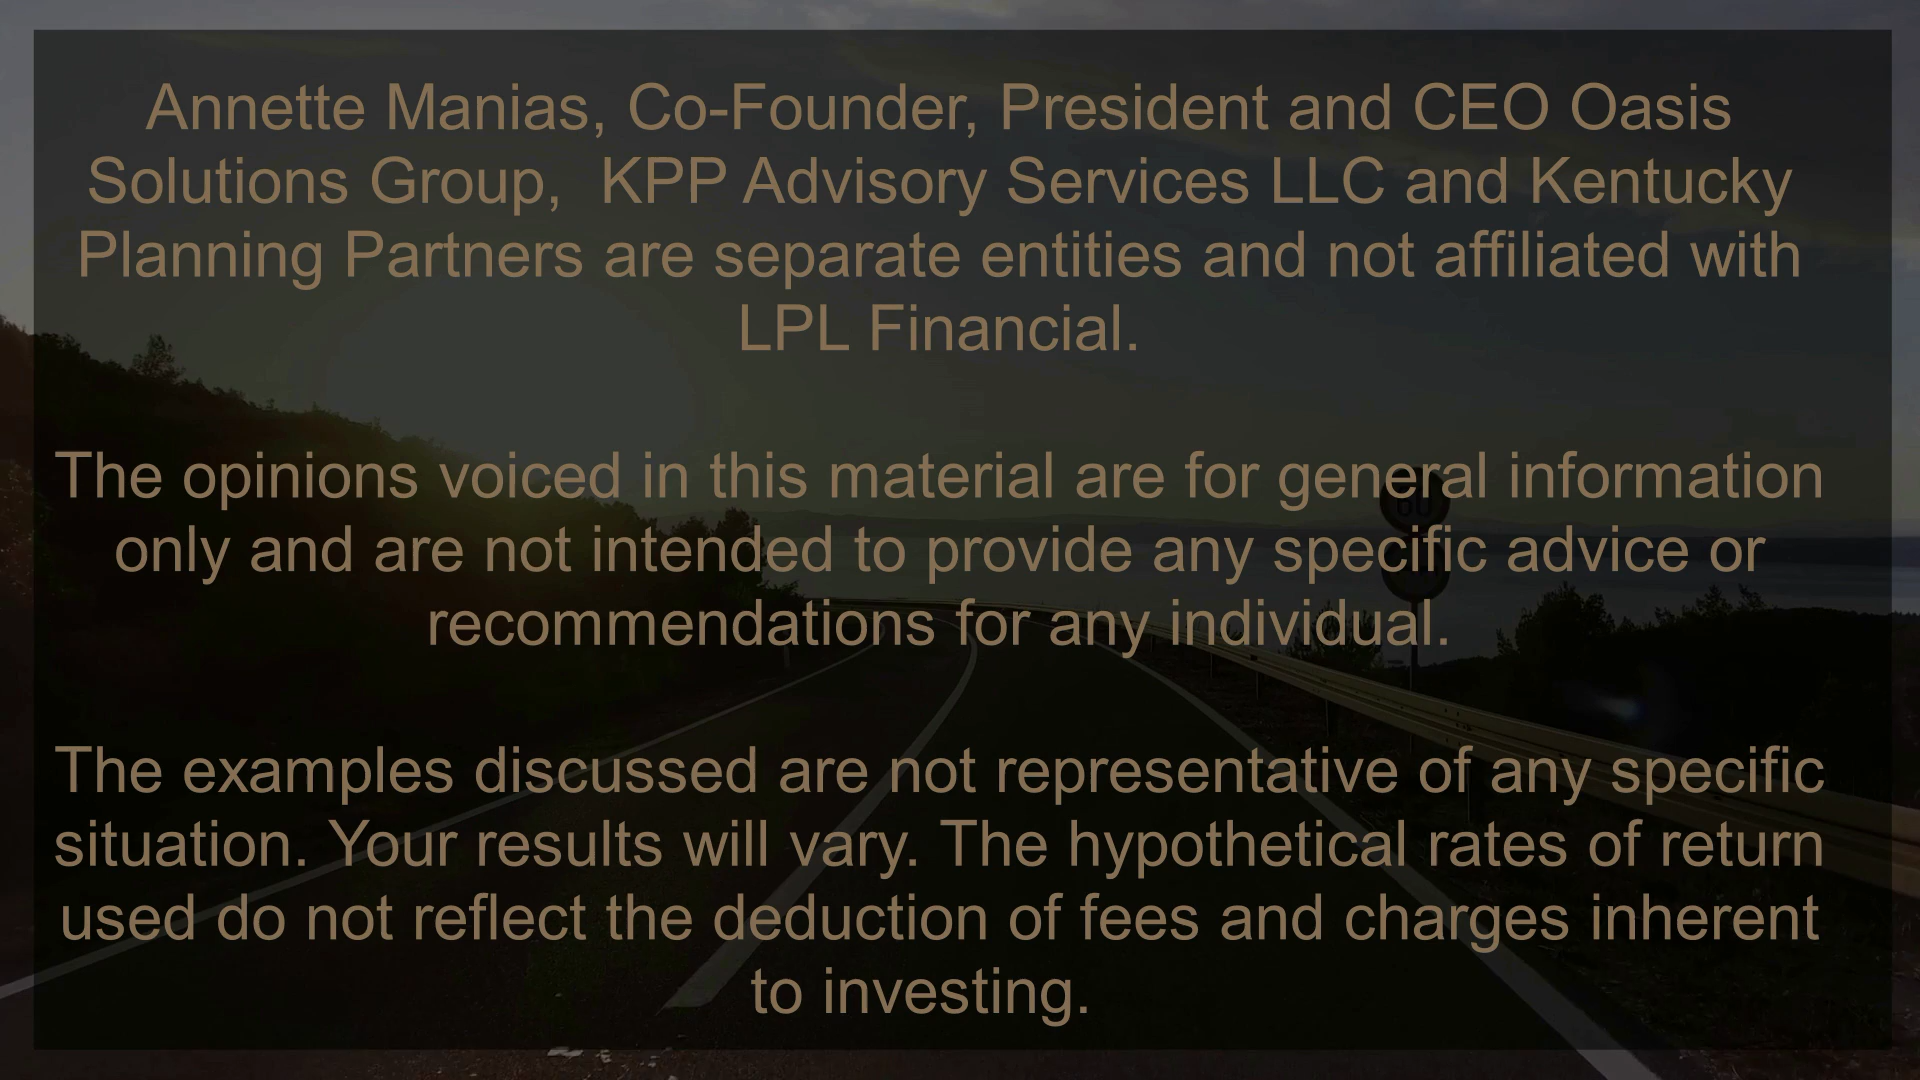 Annette Manias, Co-Founder, President and CEO Oasis
Solutions Group,  KPP Advisory Services LLC and Kentucky
Planning Partners are separate entities and not affiliated with
LPL Financial.
The opinions voiced in this material are for general information
only and are not intended to provide any specific advice or
recommendations for any individual.
The examples discussed are not representative of any specific
situation. Your results will vary. The hypothetical rates of return
used do not reflect the deduction of fees and charges inherent
to investing.